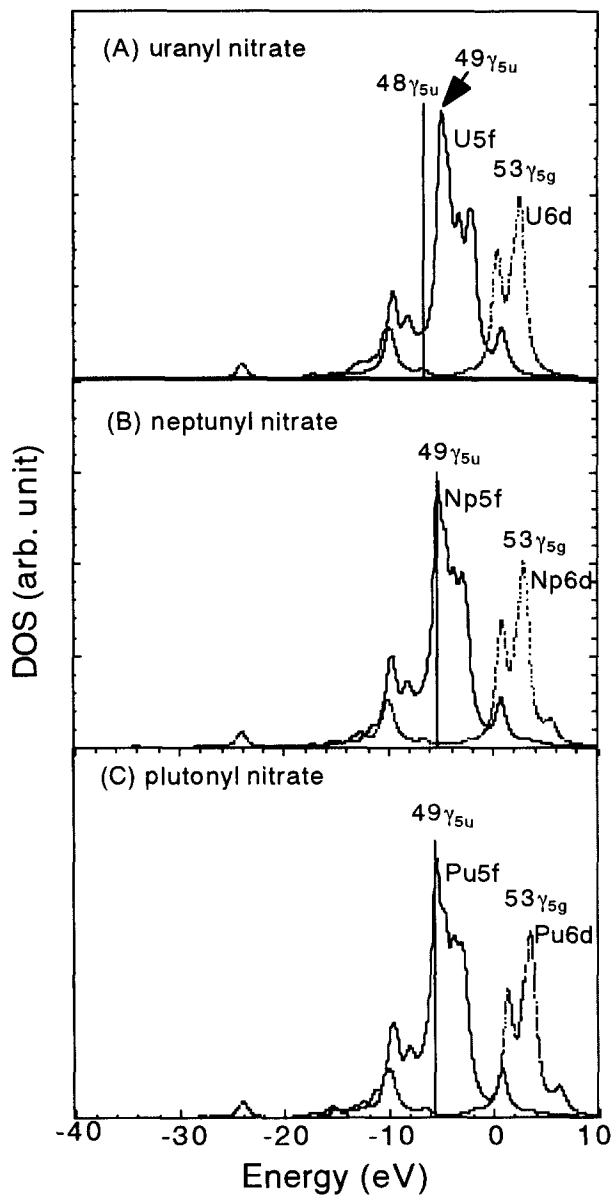 (A) uranyl nitrate
48γ5u
49γ5u
U5f
53γ5g
U6d
(B) neptunyl nitrate
49γ5u
Np5f
53γ5g
Np6d
(C) plutonyl nitrate
49γ5u
Pu5f
53γ5g
Pu6d
DOS (arb. unit)
-40 -30 -20 -10 0 10
Energy (eV)